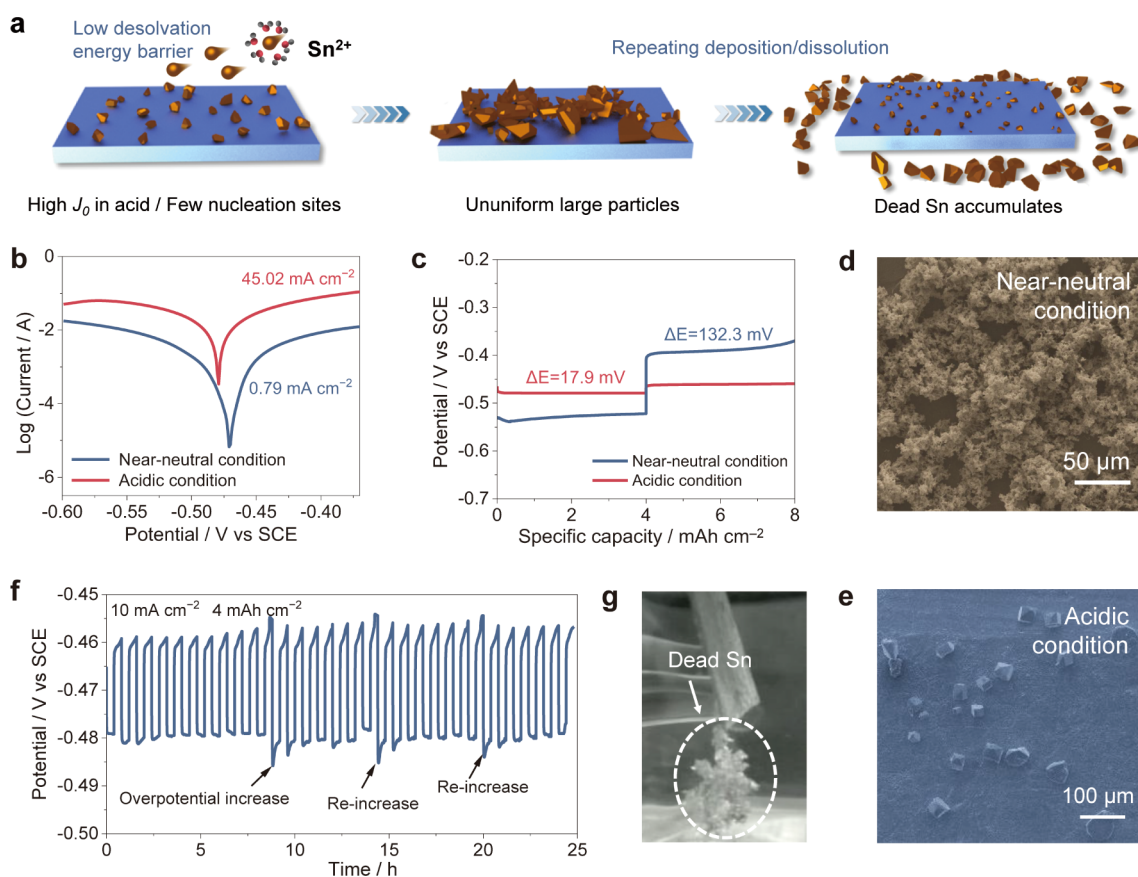 a
Low desolvation
energy barrier
Sn²⁺
Repeating deposition/dissolution
High J₀ in acid / Few nucleation sites
Ununiform large particles
Dead Sn accumulates
b
0
-2
-4
-6
Log (Current / A)
45.02 mA cm⁻²
0.79 mA cm⁻²
Near-neutral condition
Acidic condition
-0.60
-0.55
-0.50
-0.45
-0.40
Potential / V vs SCE
c
-0.2
-0.3
-0.4
-0.5
-0.6
-0.7
Potential / V vs SCE
ΔE=132.3 mV
ΔE=17.9 mV
Near-neutral condition
Acidic condition
0
2
4
6
8
Specific capacity / mAh cm⁻²
d
Near-neutral
condition
50 μm
f
-0.45
-0.46
-0.47
-0.48
-0.49
-0.50
Potential / V vs SCE
10 mA cm⁻² 4 mAh cm⁻²
Overpotential increase
Re-increase
Re-increase
0
5
10
15
20
25
Time / h
g
Dead Sn
e
Acidic
condition
100 μm